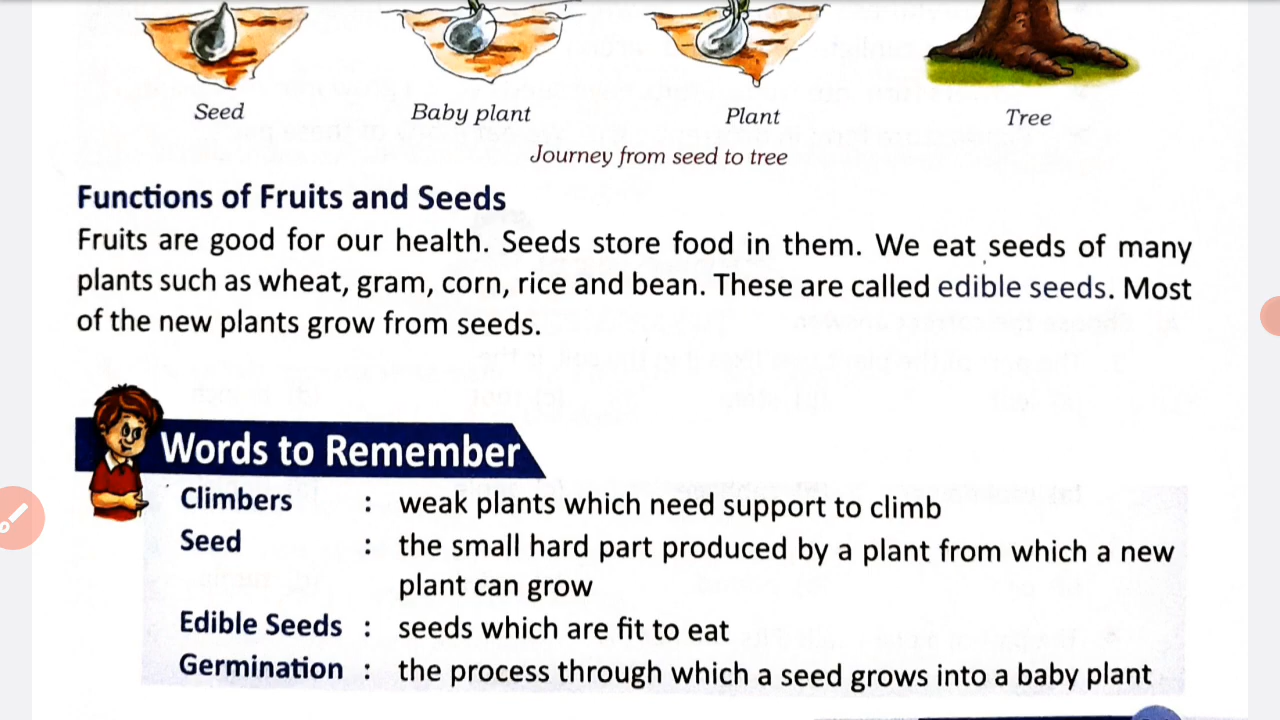 Seed
Baby plant
Plant
Tree
Journey from seed to tree
Functions of Fruits and Seeds
Fruits are good for our health. Seeds store food in them. We eat seeds of many
plants such as wheat, gram, corn, rice and bean. These are called edible seeds. Most
of the new plants grow from seeds.
Words to Remember
Climbers : weak plants which need support to climb
Seed : the small hard part produced by a plant from which a new
plant can grow
Edible Seeds : seeds which are fit to eat
Germination : the process through which a seed grows into a baby plant